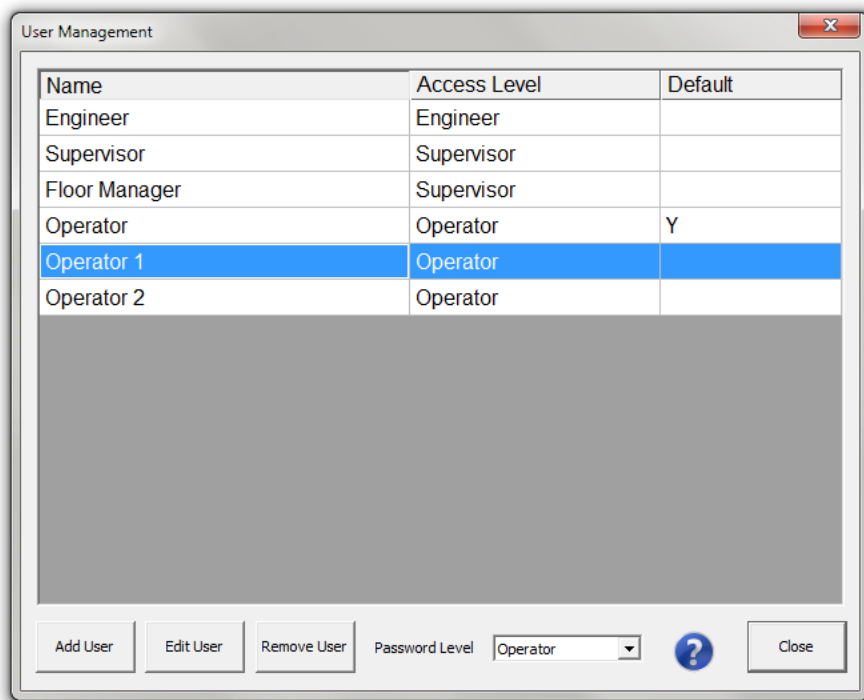 User Management
Name Access Level Default
Engineer Engineer
Supervisor Supervisor
Floor Manager Supervisor
Operator Operator Y
Operator 1 Operator
Operator 2 Operator
Add User Edit User Remove User Password Level Operator ? Close